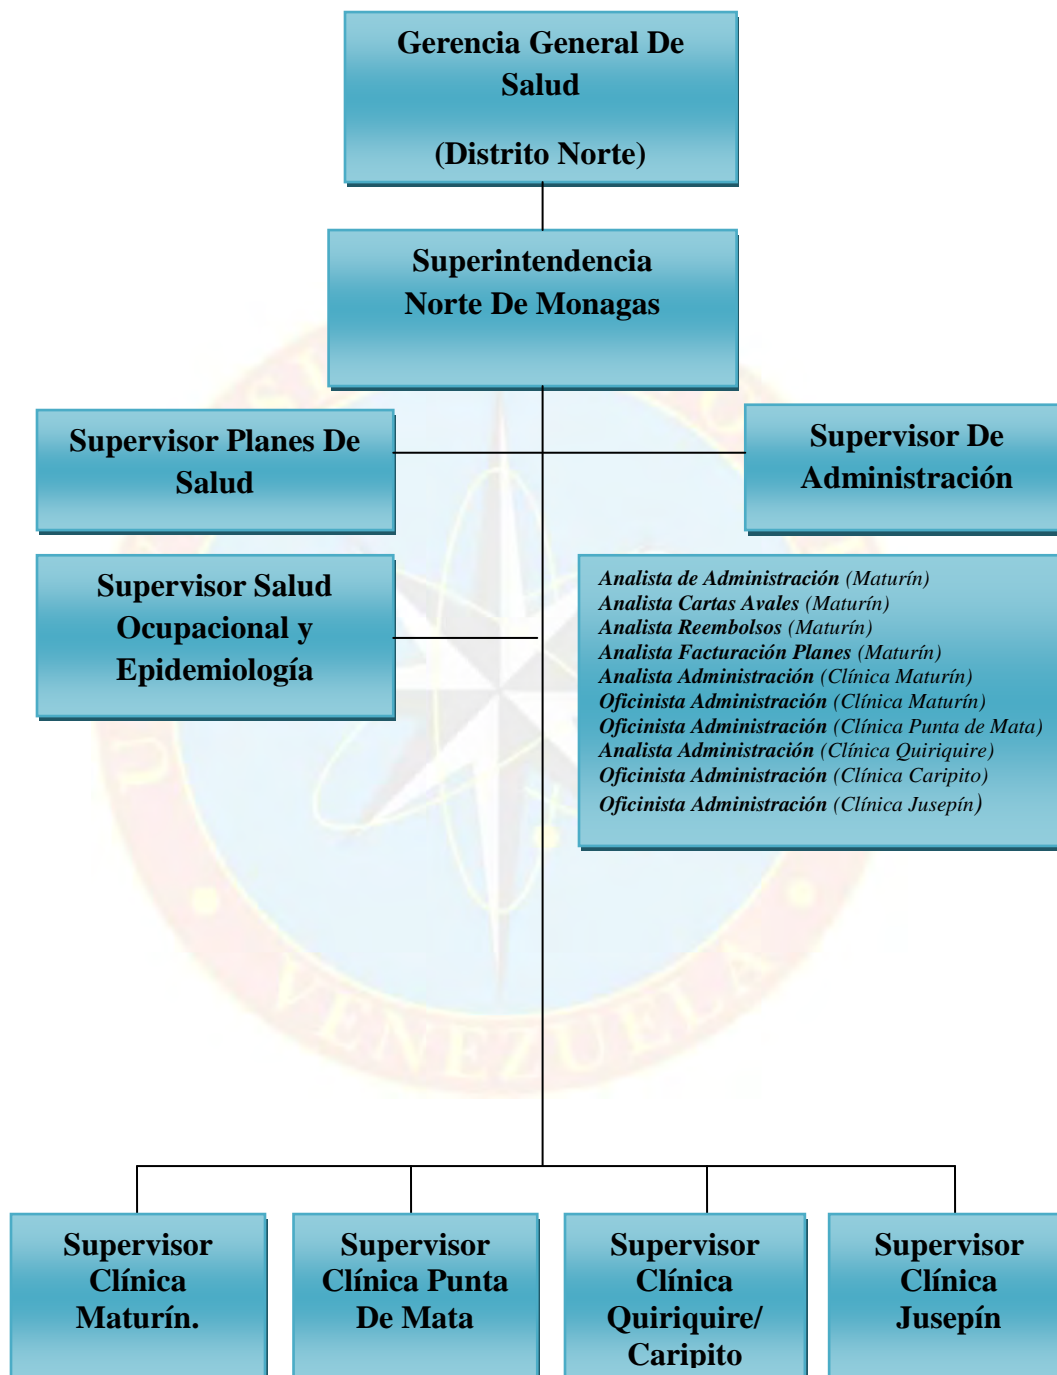 Gerencia General De
Salud
(Distrito Norte)
Superintendencia
Norte De Monagas
Supervisor Planes De
Salud
Supervisor De
Administración
Supervisor Salud
Ocupacional y
Epidemiología
Analista de Administración (Maturín)
Analista Cartas Avales (Maturín)
Analista Reembolsos (Maturín)
Analista Facturación Planes (Maturín)
Analista Administración (Clínica Maturín)
Oficinista Administración (Clínica Maturín)
Oficinista Administración (Clínica Punta de Mata)
Analista Administración (Clínica Quiriquire)
Oficinista Administración (Clínica Caripito)
Oficinista Administración (Clínica Jusepín)
VENEZUELA
Supervisor
Clínica
Maturín.
Supervisor
Clínica Punta
De Mata
Supervisor
Clínica
Quiriquire/
Caripito
Supervisor
Clínica
Jusepín